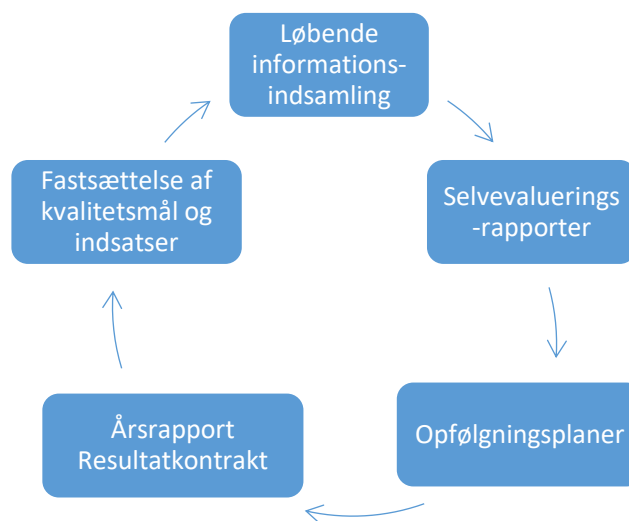 Løbende
informations-
indsamling
Selvevaluerings
-rapporter
Opfølgningsplaner
Årsrapport
Resultatkontrakt
Fastsættelse af
kvalitetsmål og
indsatser